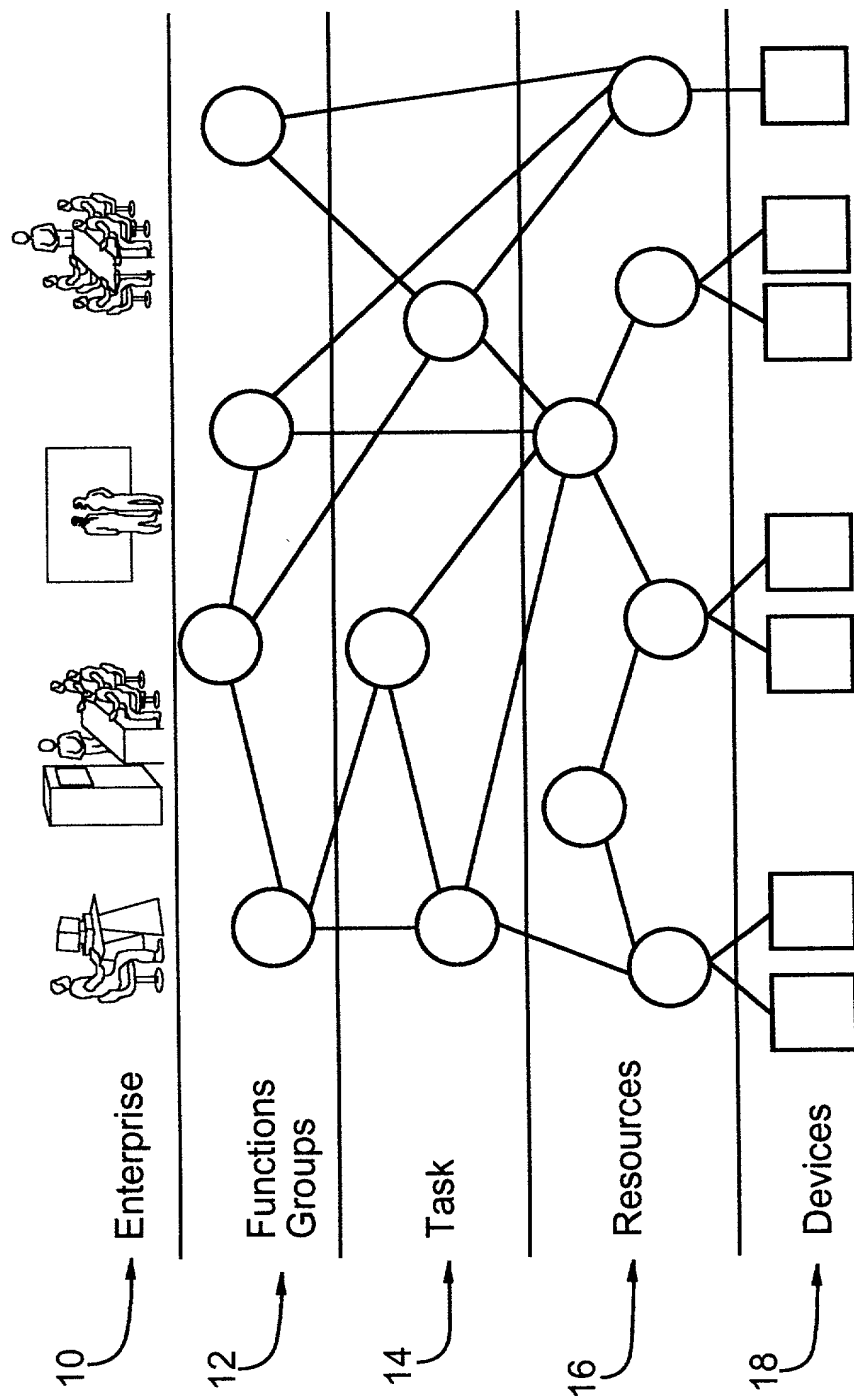 10
Enterprise
12
Functions
Groups
14
Task
16
Resources
18
Devices